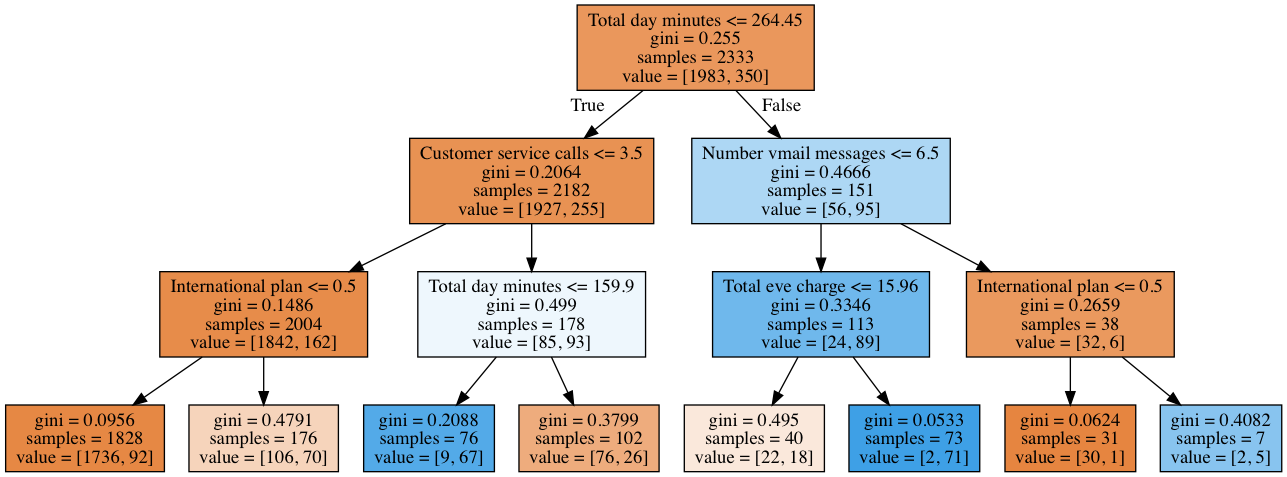 Total day minutes <= 264.45
gini = 0.255
samples = 2333
value = [1983, 350]
True
False
Customer service calls <= 3.5
gini = 0.2064
samples = 2182
value = [1927, 255]
Number vmail messages <= 6.5
gini = 0.4666
samples = 151
value = [56, 95]
International plan <= 0.5
gini = 0.1486
samples = 2004
value = [1842, 162]
Total day minutes <= 159.9
gini = 0.499
samples = 178
value = [85, 93]
Total eve charge <= 15.96
gini = 0.3346
samples = 113
value = [24, 89]
International plan <= 0.5
gini = 0.2659
samples = 38
value = [32, 6]
gini = 0.0956
samples = 1828
value = [1736, 92]
gini = 0.4791
samples = 176
value = [106, 70]
gini = 0.2088
samples = 76
value = [9, 67]
gini = 0.3799
samples = 102
value = [76, 26]
gini = 0.495
samples = 40
value = [22, 18]
gini = 0.0533
samples = 73
value = [2, 71]
gini = 0.0624
samples = 31
value = [30, 1]
gini = 0.4082
samples = 7
value = [2, 5]